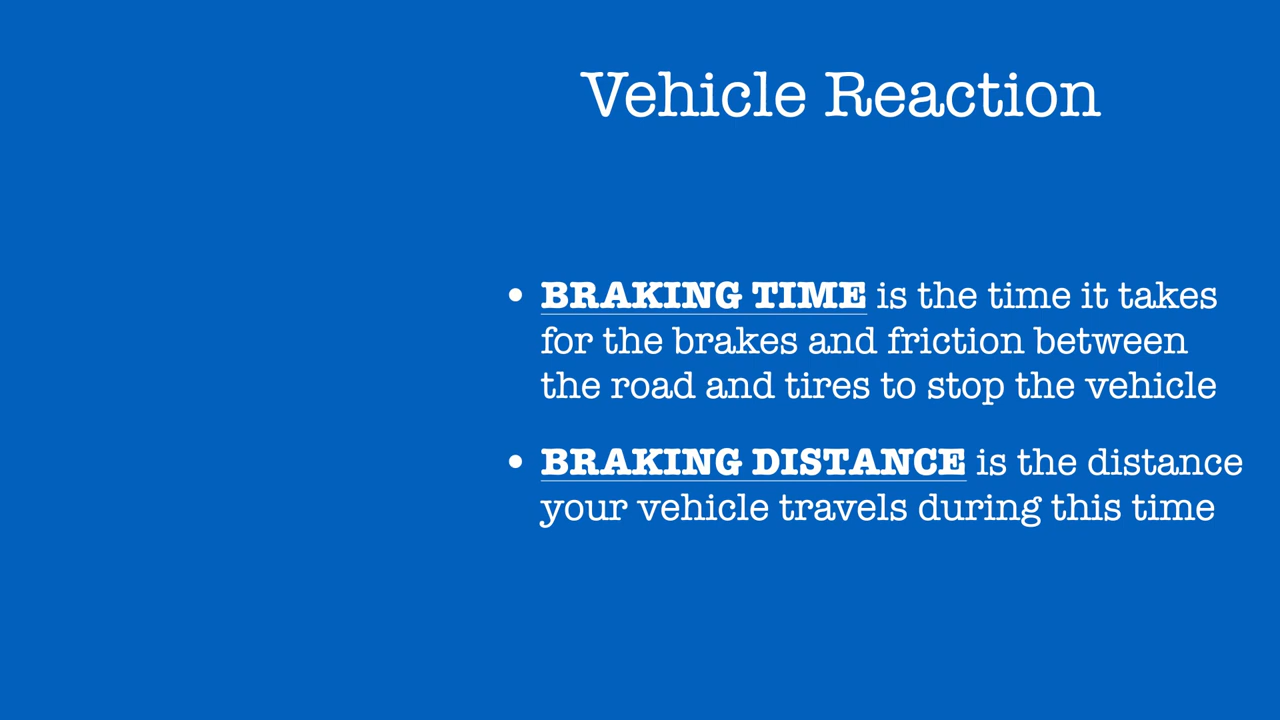 Vehicle Reaction
• BRAKING TIME is the time it takes
for the brakes and friction between
the road and tires to stop the vehicle
• BRAKING DISTANCE is the distance
your vehicle travels during this time